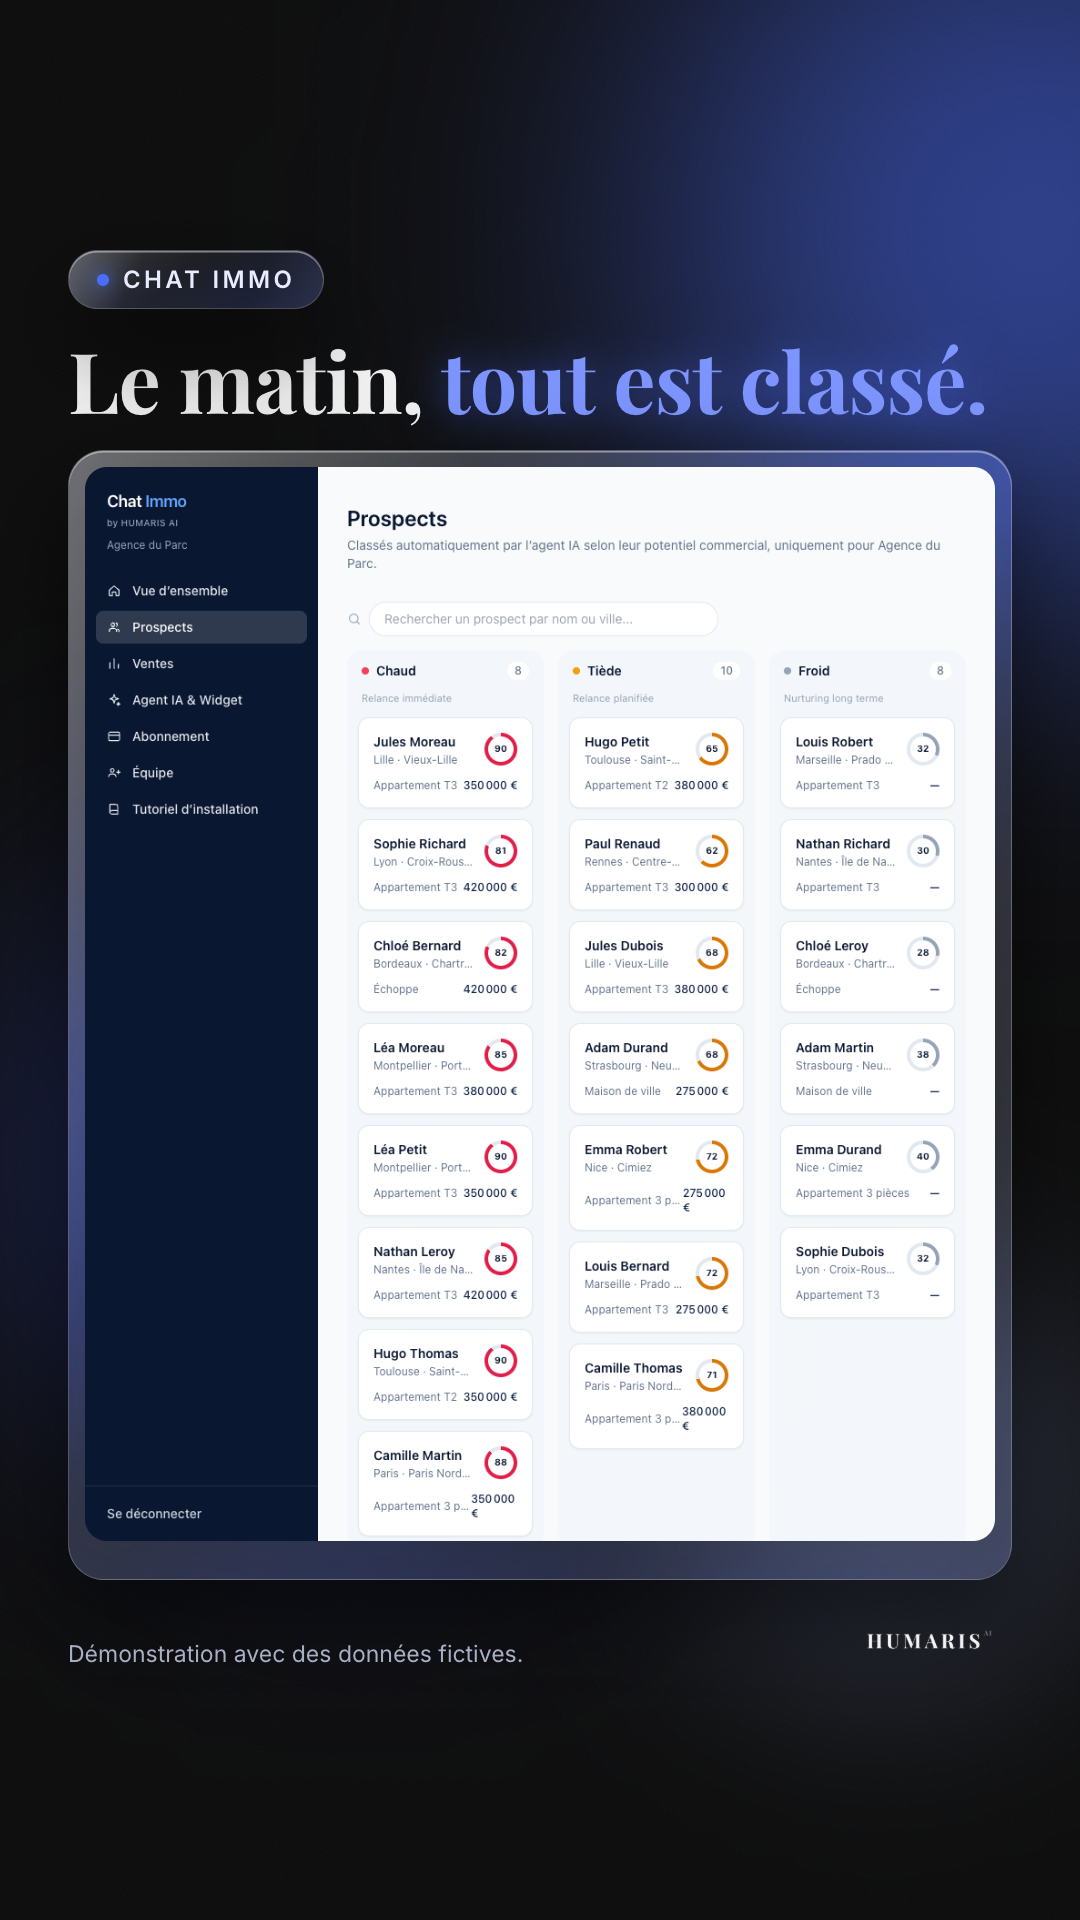 CHAT IMMO
Le matin, tout est classé.
Chat Immo
by HUMARIS AI
Agence du Parc
Vue d'ensemble
Prospects
Ventes
Agent IA & Widget
Abonnement
Équipe
Tutoriel d'installation
Se déconnecter
Prospects
Classés automatiquement par l'agent IA selon leur potentiel commercial, uniquement pour Agence du
Parc.
Rechercher un prospect par nom ou ville...
Chaud 8
Relance immédiate
Jules Moreau 90
Lille · Vieux-Lille
Appartement T3 350 000 €
Sophie Richard 81
Lyon · Croix-Rous...
Appartement T3 420 000 €
Chloé Bernard 82
Bordeaux · Chartr...
Échoppe 420 000 €
Léa Moreau 85
Montpellier · Port...
Appartement T3 380 000 €
Léa Petit 90
Montpellier · Port...
Appartement T3 350 000 €
Nathan Leroy 85
Nantes · Île de Na...
Appartement T3 420 000 €
Hugo Thomas 90
Toulouse · Saint-...
Appartement T2 350 000 €
Camille Martin 88
Paris · Paris Nord...
Appartement 3 p... 350 000
€
Tiède 10
Relance planifiée
Hugo Petit 65
Toulouse · Saint-...
Appartement T2 380 000 €
Paul Renaud 62
Rennes · Centre-...
Appartement T3 300 000 €
Jules Dubois 68
Lille · Vieux-Lille
Appartement T3 380 000 €
Adam Durand 68
Strasbourg · Neu...
Maison de ville 275 000 €
Emma Robert 72
Nice · Cimiez
Appartement 3 p... 275 000
€
Louis Bernard 72
Marseille · Prado ...
Appartement T3 275 000 €
Camille Thomas 71
Paris · Paris Nord...
Appartement 3 p... 380 000
€
Froid 8
Nurturing long terme
Louis Robert 32
Marseille · Prado ...
Appartement T3 —
Nathan Richard 30
Nantes · Île de Na...
Appartement T3 —
Chloé Leroy 28
Bordeaux · Chartr...
Échoppe —
Adam Martin 38
Strasbourg · Neu...
Maison de ville —
Emma Durand 40
Nice · Cimiez
Appartement 3 pièces —
Sophie Dubois 32
Lyon · Croix-Rous...
Appartement T3 —
Démonstration avec des données fictives.
HUMARIS AI